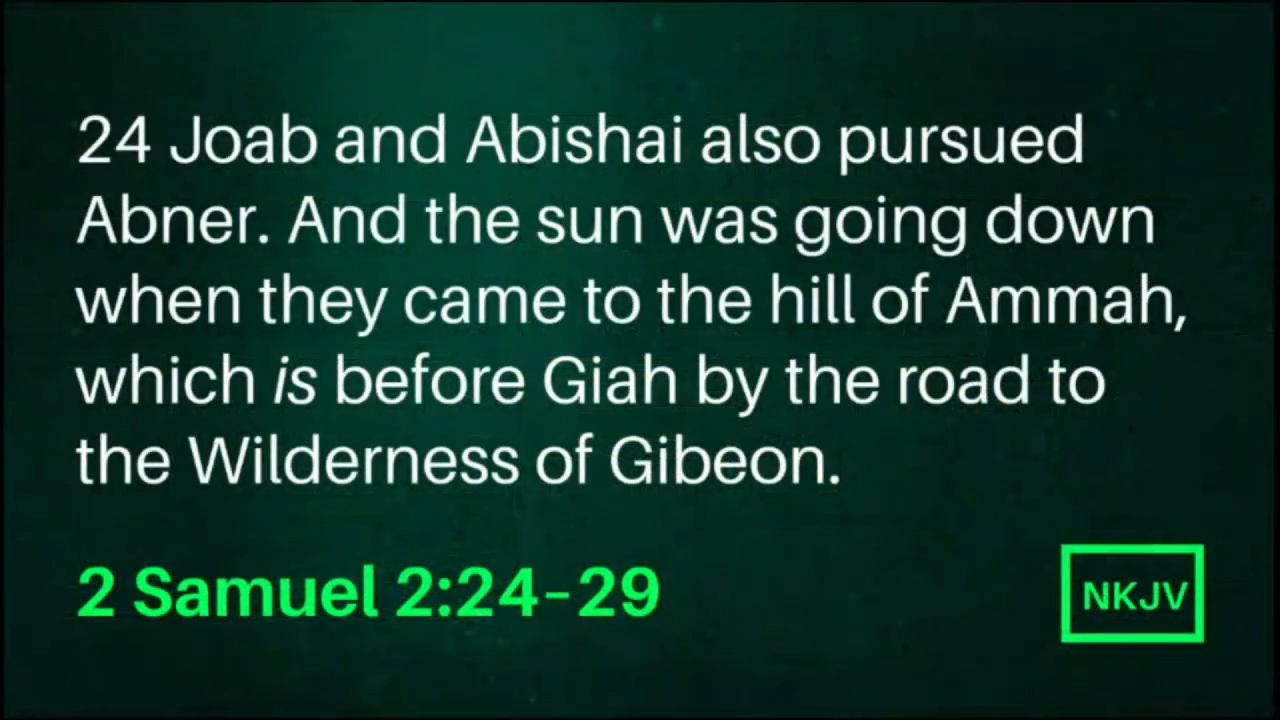 24 Joab and Abishai also pursued
Abner. And the sun was going down
when they came to the hill of Ammah,
which is before Giah by the road to
the Wilderness of Gibeon.
2 Samuel 2:24–29
NKJV